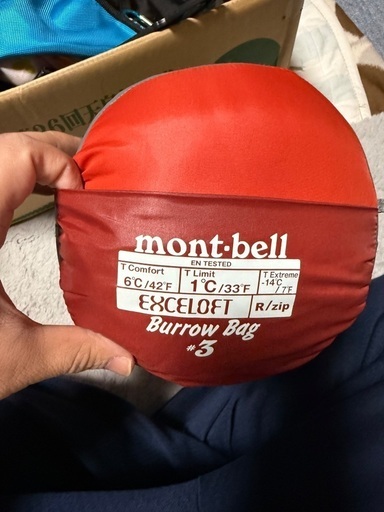 mont-bell
EN TESTED
T Comfort T Limit T Extreme
6℃/42℉ 1℃/33℉ -14℃/7℉
EXCELOFT R/zip
Burrow Bag
#3